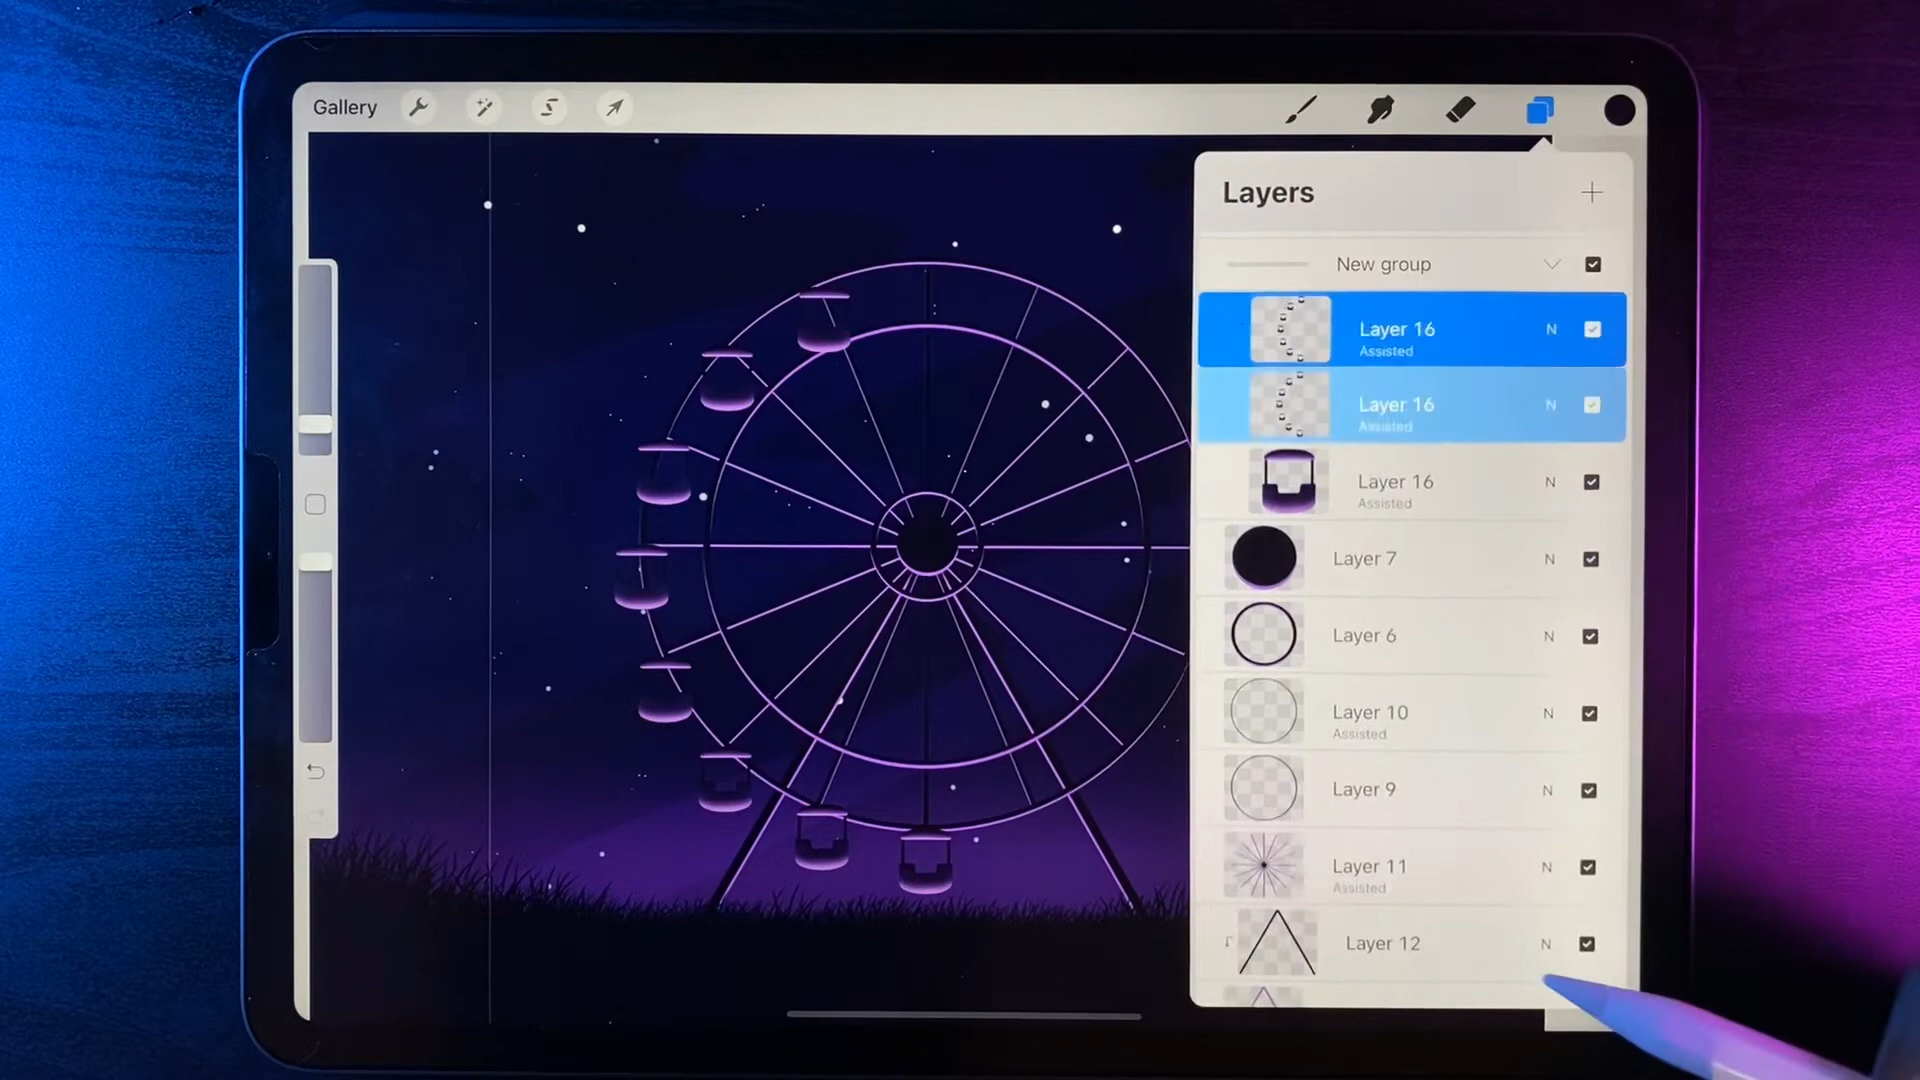 Gallery
Layers
New group
Layer 16 N
Assisted
Layer 16 N
Assisted
Layer 16 N
Assisted
Layer 7 N
Layer 6 N
Layer 10 N
Assisted
Layer 9 N
Layer 11 N
Assisted
Layer 12 N